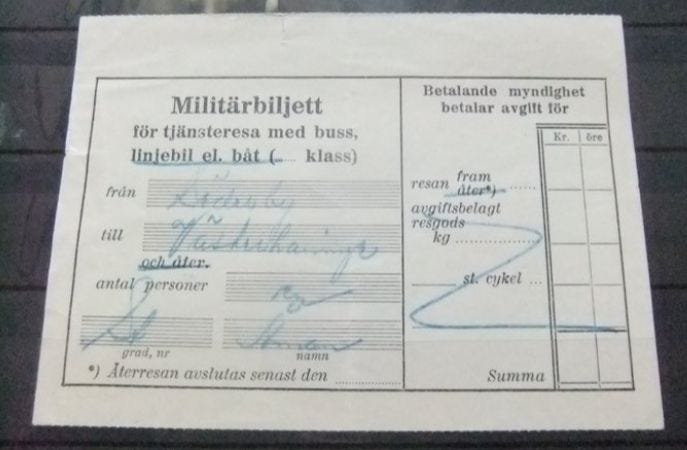 Militärbiljett
för tjänsteresa med buss,
linjebil el. båt (... klass)
från Söderby
till Västerhaninge
och åter.
antal personer
grad, nr
namn
*) Återresan avslutas senast den ..........
Betalande myndighet
betalar avgift för
Kr. öre
resan fram
åter*) ......
avgiftsbelagt
resgods
kg ..............
st. cykel ...
Summa